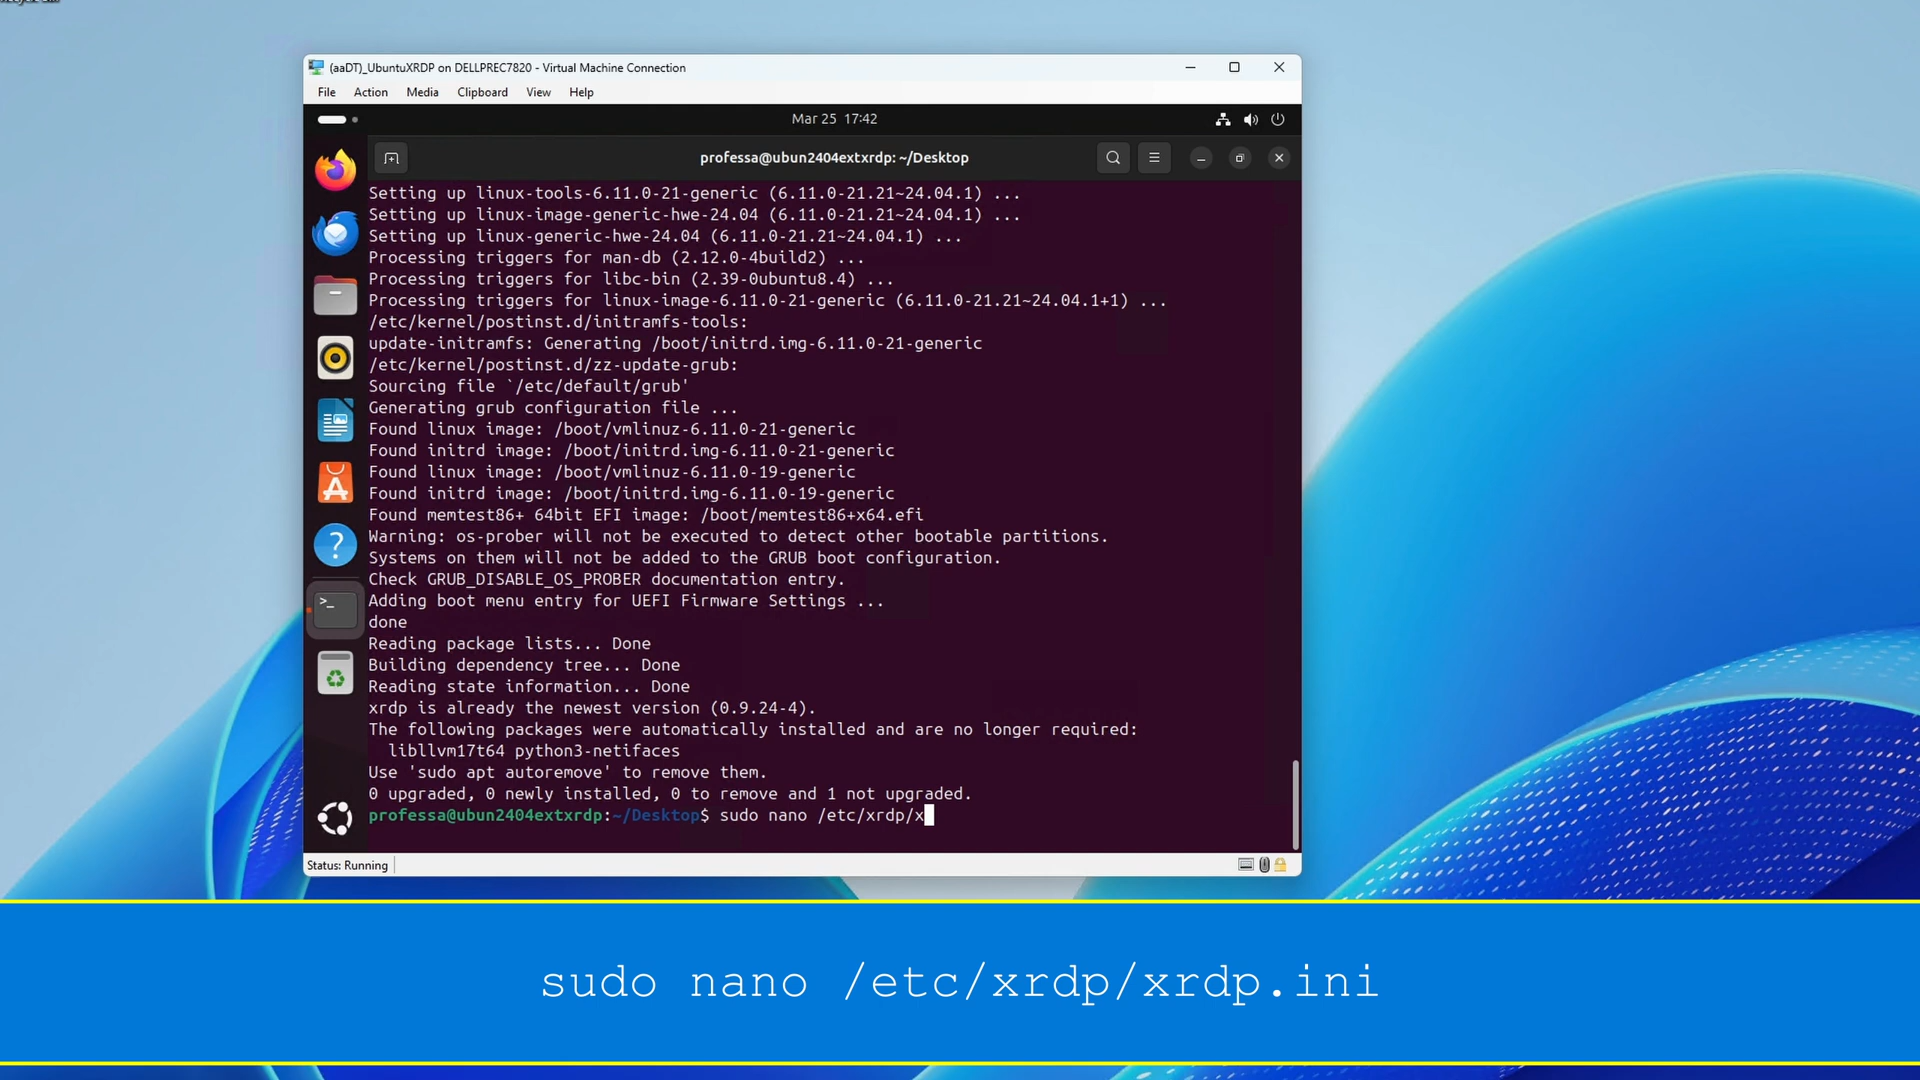 (aaDT)_UbuntuXRDP on DELLPREC7820 - Virtual Machine Connection
File Action Media Clipboard View Help
Mar 25 17:42
professa@ubun2404extxrdp: ~/Desktop
Setting up linux-tools-6.11.0-21-generic (6.11.0-21.21~24.04.1) ...
Setting up linux-image-generic-hwe-24.04 (6.11.0-21.21~24.04.1) ...
Setting up linux-generic-hwe-24.04 (6.11.0-21.21~24.04.1) ...
Processing triggers for man-db (2.12.0-4build2) ...
Processing triggers for libc-bin (2.39-0ubuntu8.4) ...
Processing triggers for linux-image-6.11.0-21-generic (6.11.0-21.21~24.04.1+1) ...
/etc/kernel/postinst.d/initramfs-tools:
update-initramfs: Generating /boot/initrd.img-6.11.0-21-generic
/etc/kernel/postinst.d/zz-update-grub:
Sourcing file `/etc/default/grub'
Generating grub configuration file ...
Found linux image: /boot/vmlinuz-6.11.0-21-generic
Found initrd image: /boot/initrd.img-6.11.0-21-generic
Found linux image: /boot/vmlinuz-6.11.0-19-generic
Found initrd image: /boot/initrd.img-6.11.0-19-generic
Found memtest86+ 64bit EFI image: /boot/memtest86+x64.efi
Warning: os-prober will not be executed to detect other bootable partitions.
Systems on them will not be added to the GRUB boot configuration.
Check GRUB_DISABLE_OS_PROBER documentation entry.
Adding boot menu entry for UEFI Firmware Settings ...
done
Reading package lists... Done
Building dependency tree... Done
Reading state information... Done
xrdp is already the newest version (0.9.24-4).
The following packages were automatically installed and are no longer required:
libllvm17t64 python3-netifaces
Use 'sudo apt autoremove' to remove them.
0 upgraded, 0 newly installed, 0 to remove and 1 not upgraded.
professa@ubun2404extxrdp:~/Desktop$ sudo nano /etc/xrdp/x
Status: Running
sudo nano /etc/xrdp/xrdp.ini